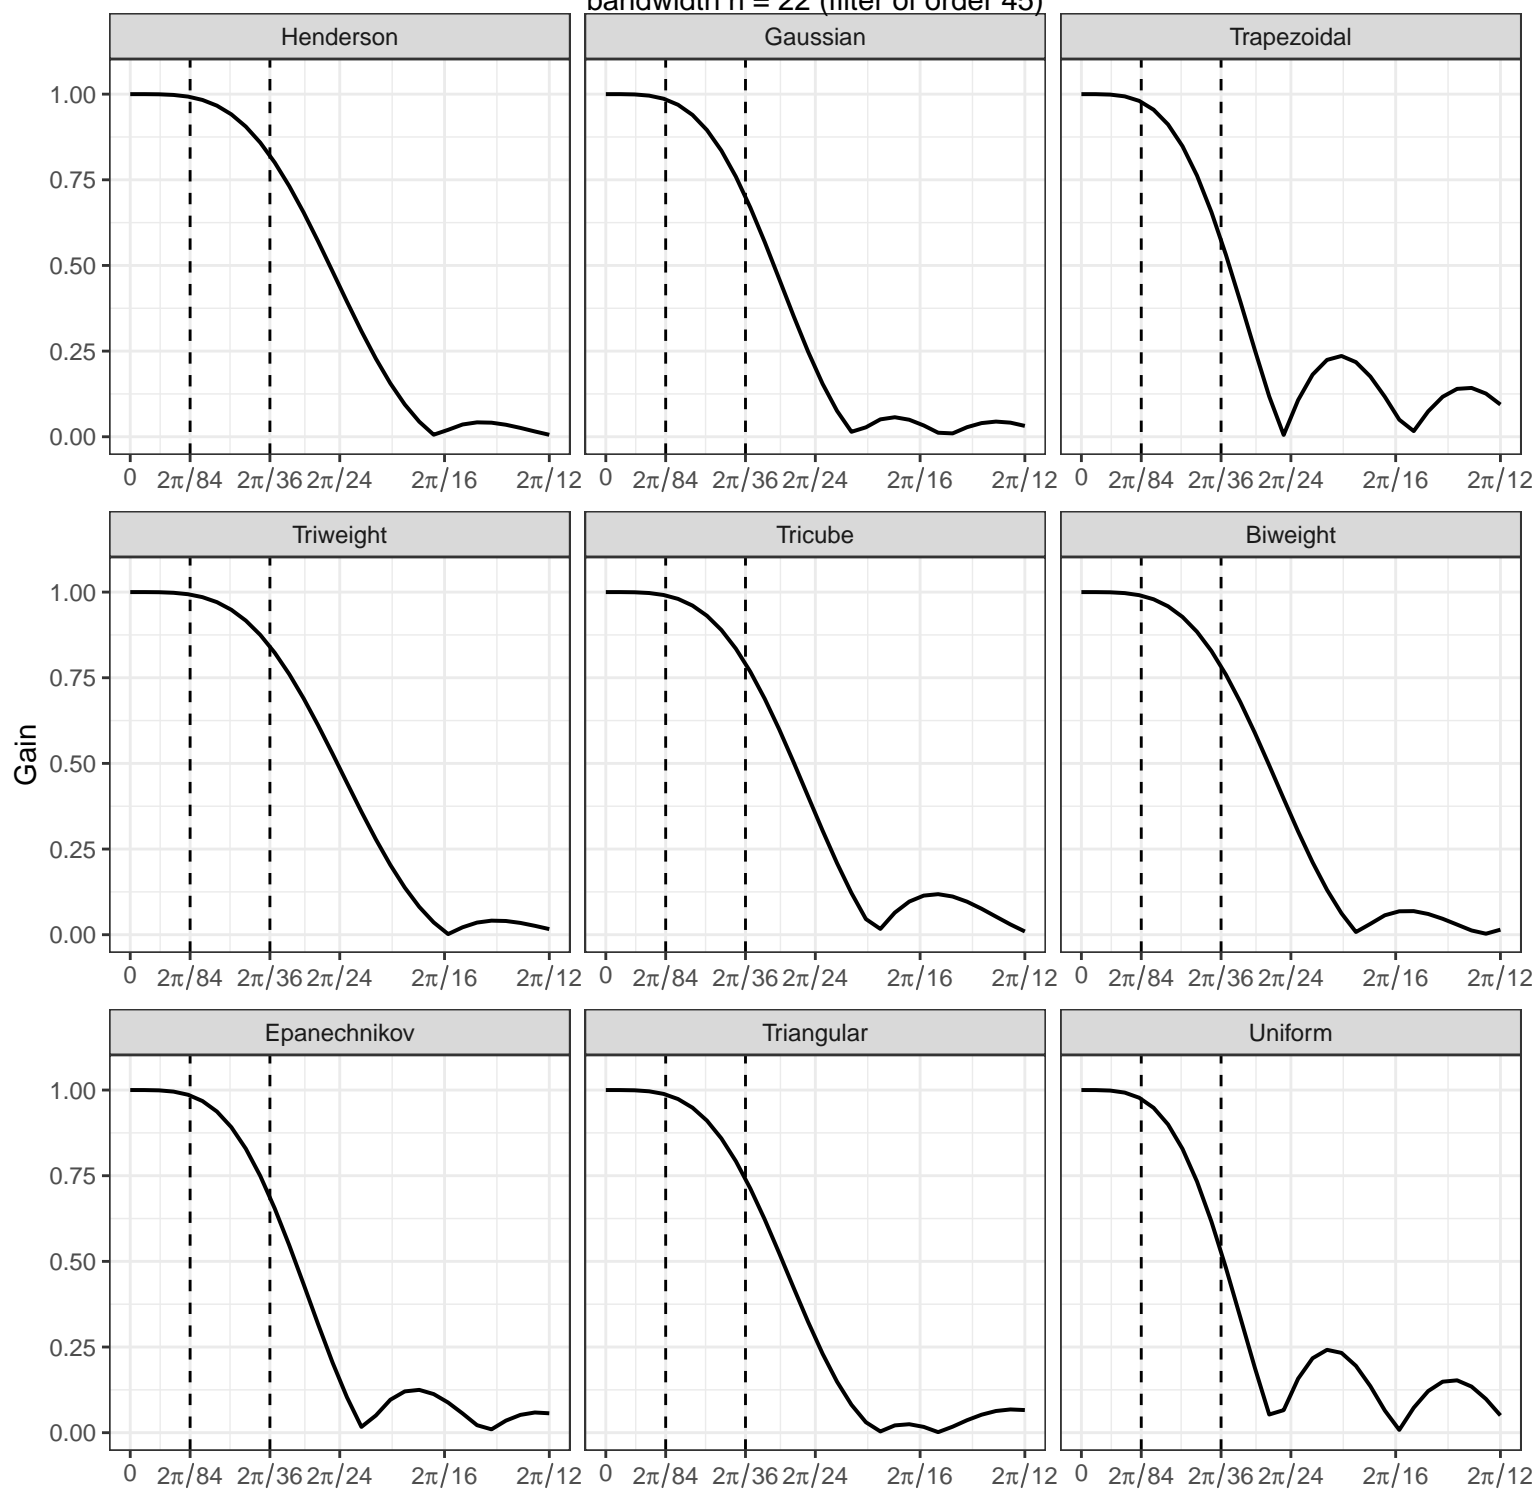 bandwidth h = 22 (filter of order 45)
Henderson Gaussian Trapezoidal
1.00
0.75
0.50
0.25
0.00
0 2π/84 2π/36 2π/24 2π/16 2π/12 0 2π/84 2π/36 2π/24 2π/16 2π/12 0 2π/84 2π/36 2π/24 2π/16 2π/12
Triweight Tricube Biweight
1.00
0.75
Gain
0.50
0.25
0.00
0 2π/84 2π/36 2π/24 2π/16 2π/12 0 2π/84 2π/36 2π/24 2π/16 2π/12 0 2π/84 2π/36 2π/24 2π/16 2π/12
Epanechnikov Triangular Uniform
1.00
0.75
0.50
0.25
0.00
0 2π/84 2π/36 2π/24 2π/16 2π/12 0 2π/84 2π/36 2π/24 2π/16 2π/12 0 2π/84 2π/36 2π/24 2π/16 2π/12